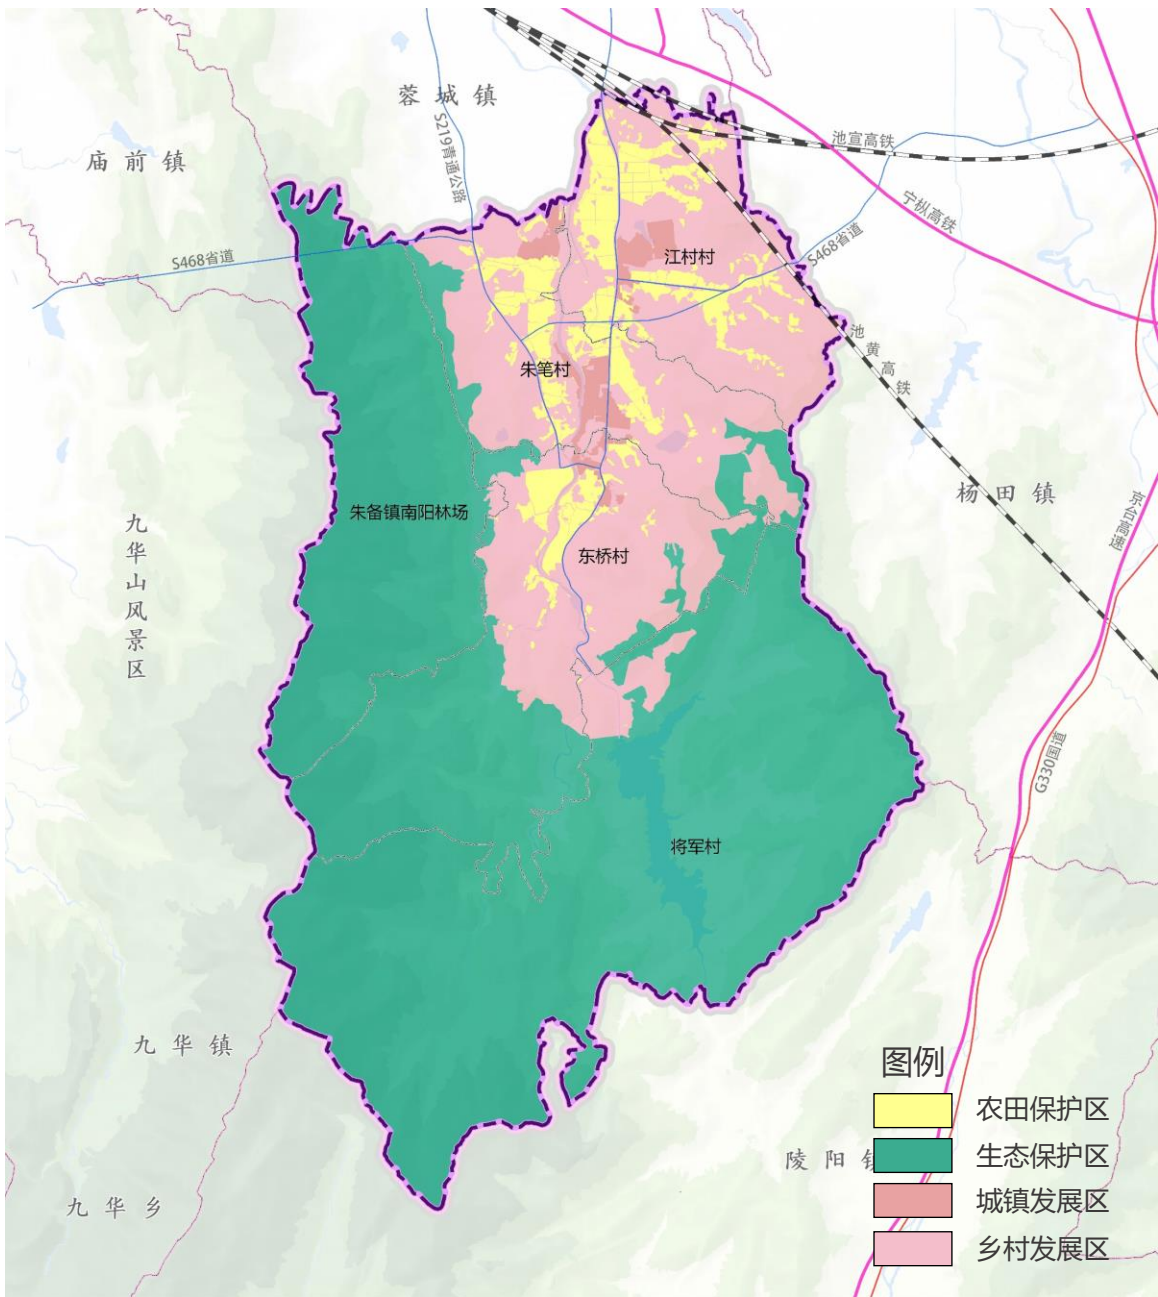 蓉城镇
庙前镇
S219青通公路
池宣高铁
宁枞高铁
S468省道
江村村
S468省道
池黄高铁
朱笔村
杨田镇
京台高速
朱备镇南阳林场
九华山风景区
东桥村
G330国道
将军村
九华镇
图例
农田保护区
生态保护区
陵阳镇
城镇发展区
九华乡
乡村发展区